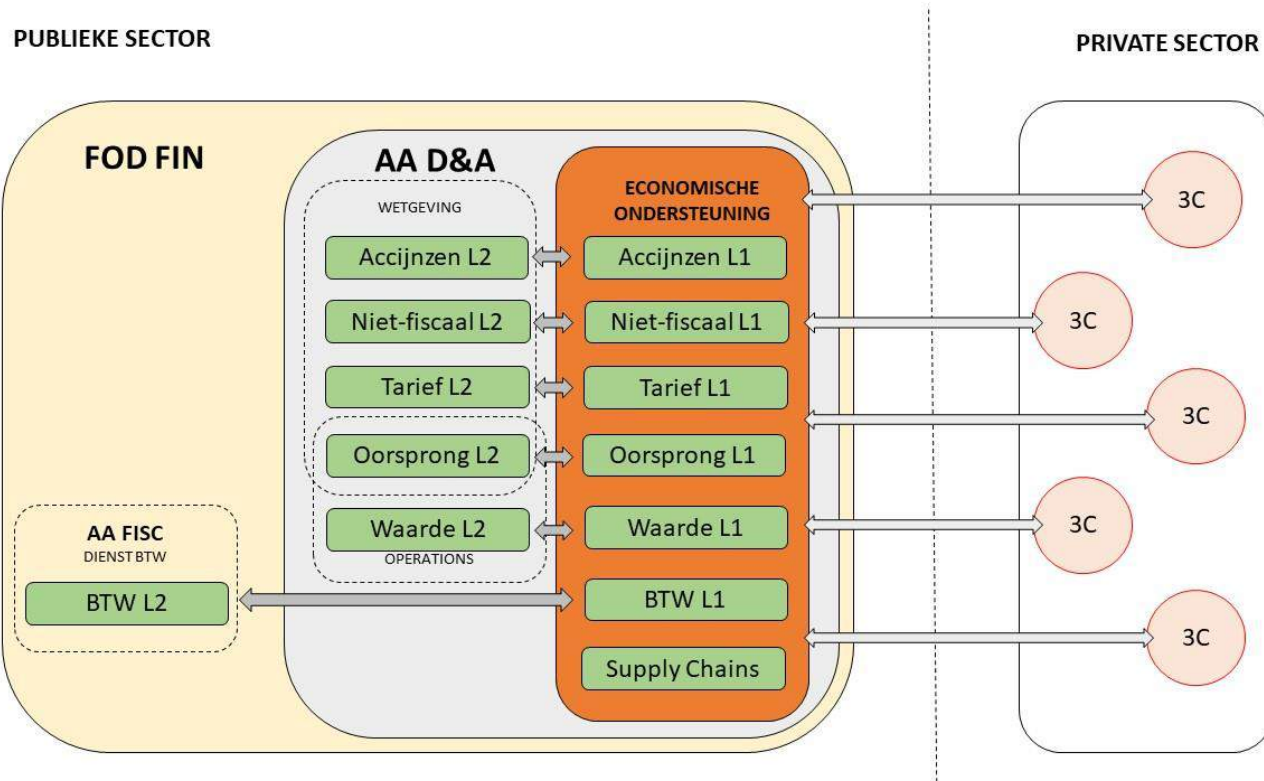 PUBLIEKE SECTOR
PRIVATE SECTOR
FOD FIN
AA D&A
WETGEVING
Accijnzen L2
Niet-fiscaal L2
Tarief L2
Oorsprong L2
Waarde L2
OPERATIONS
AA FISC
DIENST BTW
BTW L2
ECONOMISCHE
ONDERSTEUNING
Accijnzen L1
Niet-fiscaal L1
Tarief L1
Oorsprong L1
Waarde L1
BTW L1
Supply Chains
3C
3C
3C
3C
3C